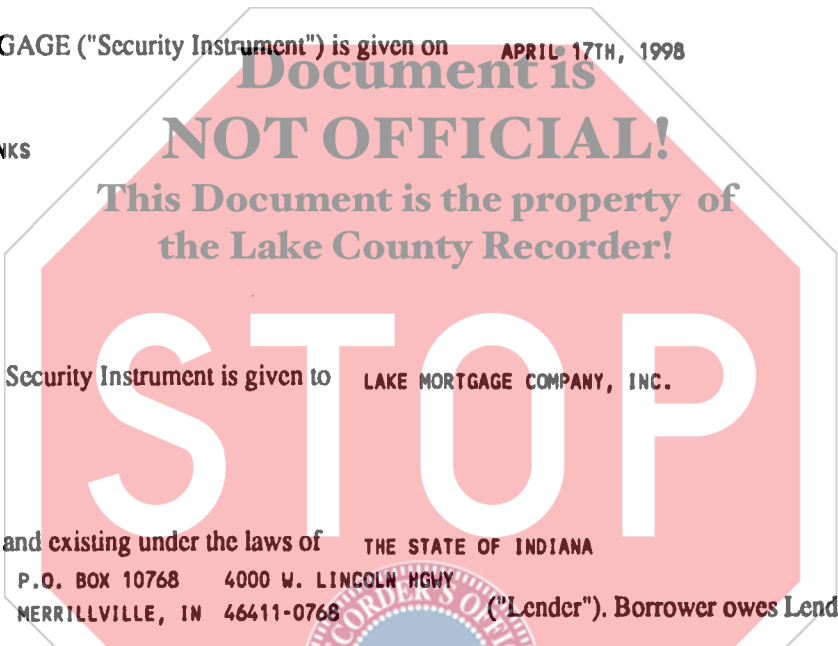 GAGE ("Security Instrument") is given on APRIL 17TH, 1998
Document is
NOT OFFICIAL!
NKS
This Document is the property of
the Lake County Recorder!
STOP
Security Instrument is given to LAKE MORTGAGE COMPANY, INC.
and existing under the laws of THE STATE OF INDIANA
P.O. BOX 10768 4000 W. LINCOLN HGWY
MERRILLVILLE, IN 46411-0768 ("Lender"). Borrower owes Lend
CORDER'S OFFIC